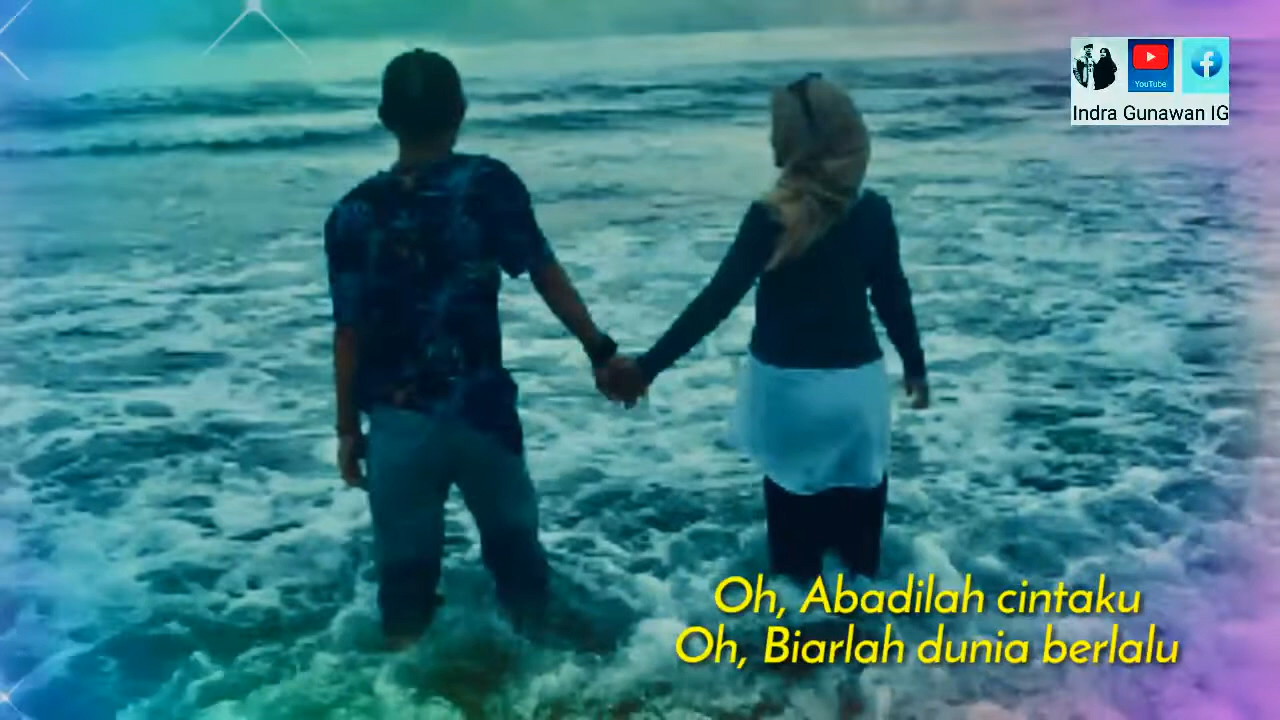 YouTube
Indra Gunawan IG
Oh, Abadilah cintaku
Oh, Biarlah dunia berlalu